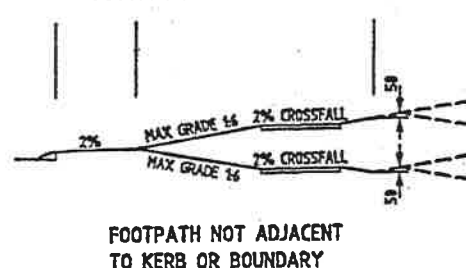 50
2%
MAX GRADE 1:6
2% CROSSFALL
MAX GRADE 1:6
2% CROSSFALL
50
FOOTPATH NOT ADJACENT
TO KERB OR BOUNDARY